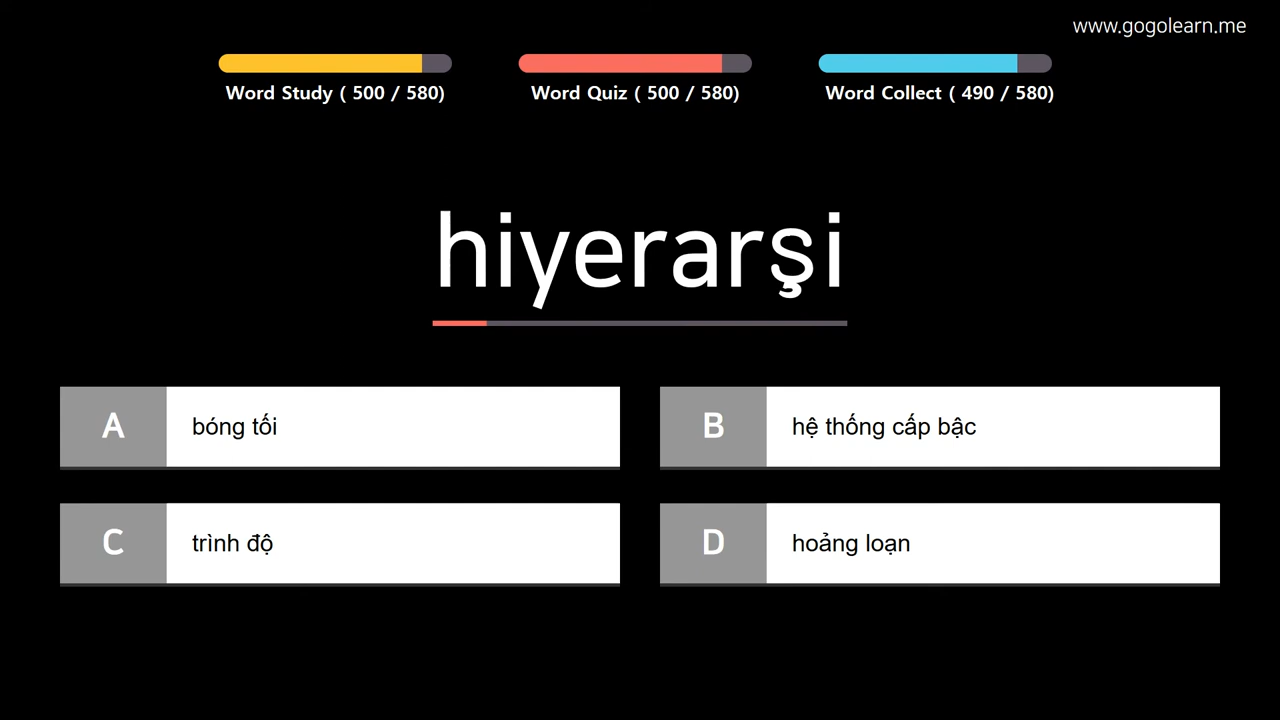 www.gogolearn.me
Word Study ( 500 / 580)
Word Quiz ( 500 / 580)
Word Collect ( 490 / 580)
hiyerarşi
A
bóng tối
B
hệ thống cấp bậc
C
trình độ
D
hoảng loạn